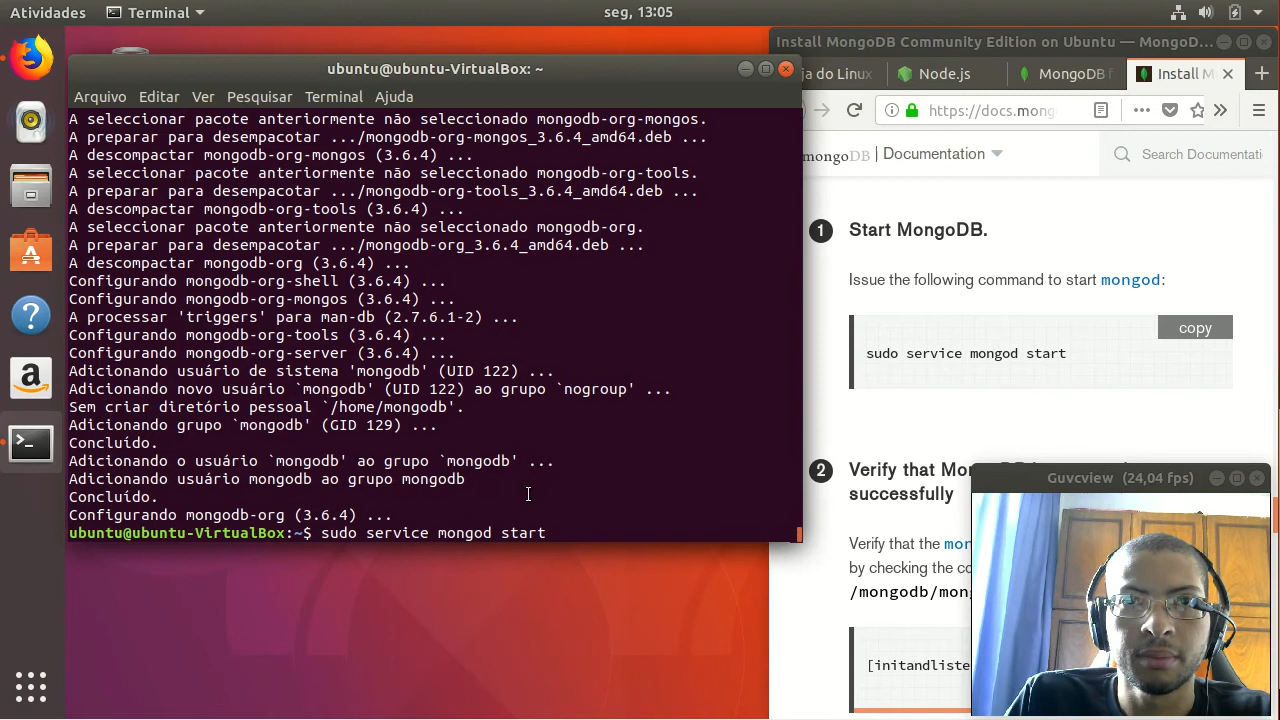 Atividades
Terminal
seg, 13:05
Install MongoDB Community Edition on Ubuntu — MongoD...
ubuntu@ubuntu-VirtualBox: ~
ja do Linux
Node.js
MongoDB f
Install M
Arquivo Editar Ver Pesquisar Terminal Ajuda
https://docs.mong
mongoDB | Documentation
Search Documentati
A seleccionar pacote anteriormente não seleccionado mongodb-org-mongos.
A preparar para desempacotar .../mongodb-org-mongos_3.6.4_amd64.deb ...
A descompactar mongodb-org-mongos (3.6.4) ...
A seleccionar pacote anteriormente não seleccionado mongodb-org-tools.
A preparar para desempacotar .../mongodb-org-tools_3.6.4_amd64.deb ...
A descompactar mongodb-org-tools (3.6.4) ...
A seleccionar pacote anteriormente não seleccionado mongodb-org.
A preparar para desempacotar .../mongodb-org_3.6.4_amd64.deb ...
A descompactar mongodb-org (3.6.4) ...
Configurando mongodb-org-shell (3.6.4) ...
Configurando mongodb-org-mongos (3.6.4) ...
A processar 'triggers' para man-db (2.7.6.1-2) ...
Configurando mongodb-org-tools (3.6.4) ...
Configurando mongodb-org-server (3.6.4) ...
Adicionando usuário de sistema 'mongodb' (UID 122) ...
Adicionando novo usuário `mongodb' (UID 122) ao grupo `nogroup' ...
Sem criar diretório pessoal `/home/mongodb'.
Adicionando grupo `mongodb' (GID 129) ...
Concluído.
Adicionando o usuário `mongodb' ao grupo `mongodb' ...
Adicionando usuário mongodb ao grupo mongodb
Concluído.
Configurando mongodb-org (3.6.4) ...
ubuntu@ubuntu-VirtualBox:~$ sudo service mongod start
1 Start MongoDB.
Issue the following command to start mongod:
copy
sudo service mongod start
2 Verify that Mon
successfully
Verify that the mon
by checking the co
/mongodb/mong
[initandliste
Guvcview (24,04 fps)